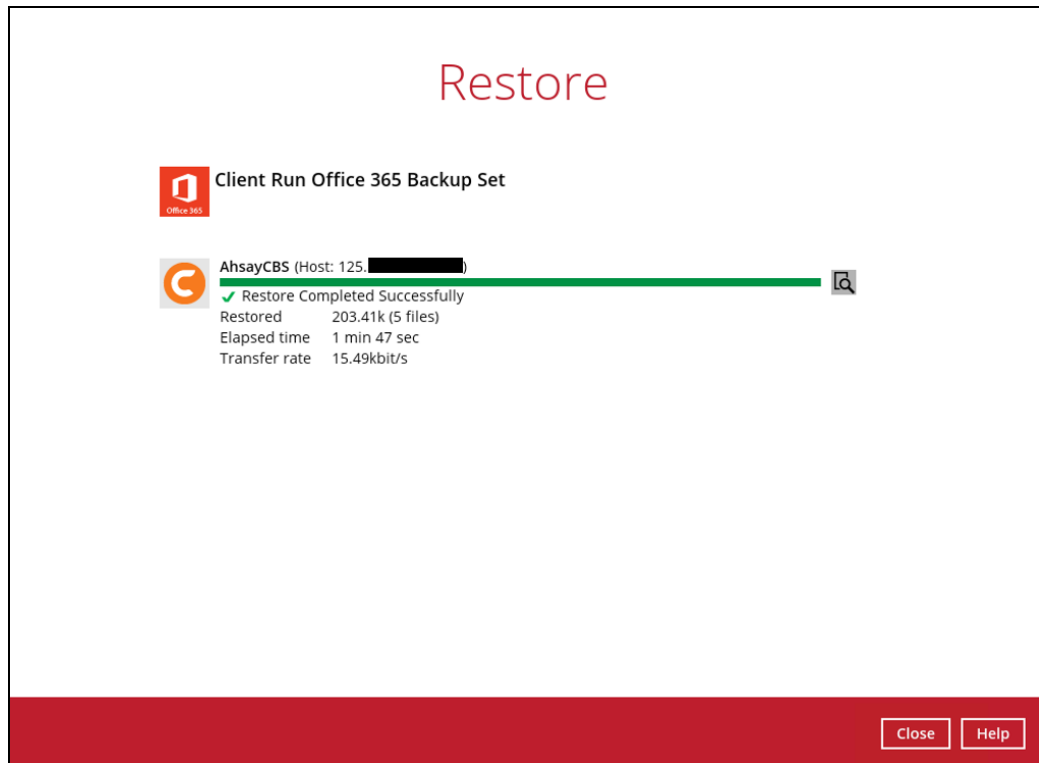 Restore
Client Run Office 365 Backup Set
Office 365
AhsayCBS (Host: 125.)
Restore Completed Successfully
Restored 203.41k (5 files)
Elapsed time 1 min 47 sec
Transfer rate 15.49kbit/s
Close Help